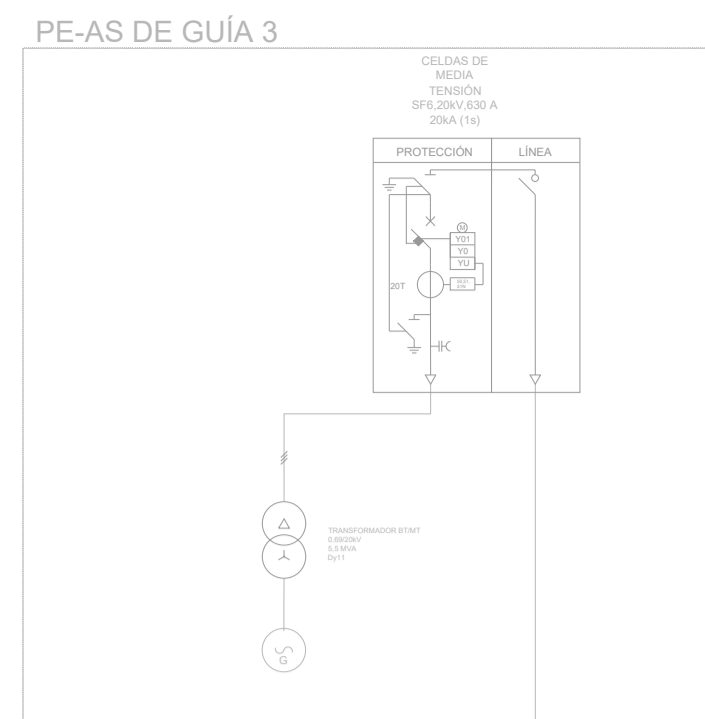 PE-AS DE GUÍA 3
CELDAS DE
MEDIA
TENSIÓN
SF6,20kV,630 A
20kA (1s)
PROTECCIÓN
LÍNEA
M
Y01
Y0
YU
20T
TRANSFORMADOR BT/MT
0,69/20kV
5,5 MVA
Dy11
G